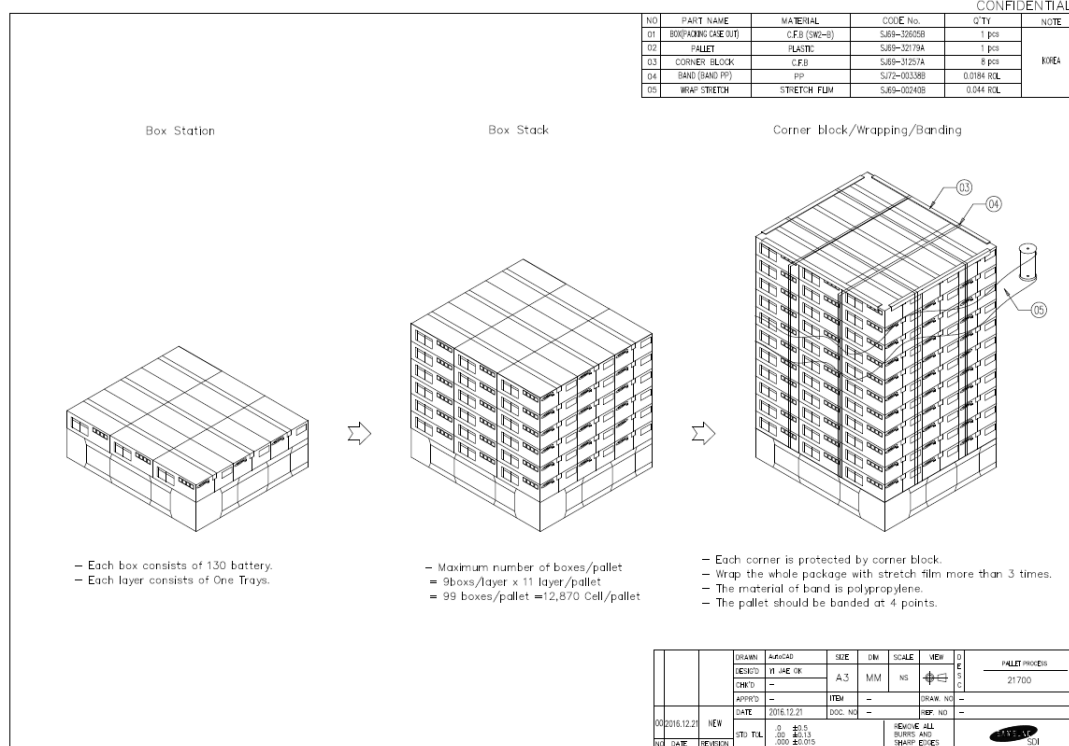 CONFIDENTIAL
NO PART NAME MATERIAL CODE No. Q'TY NOTE
01 BOX(PACKING CASE OUT) C.F.B (SW2-B) SJ69-32605B 1 pcs
02 PALLET PLASTIC SJ69-32179A 1 pcs
03 CORNER BLOCK C.F.B SJ69-31257A 8 pcs KOREA
04 BAND (BAND PP) PP SJ72-00338B 0.0184 ROL
05 WRAP STRETCH STRETCH FLIM SJ69-00240B 0.044 ROL
Box Station
Box Stack
Corner block/Wrapping/Banding
03
04
05
- Each box consists of 130 battery.
- Each layer consists of One Trays.
- Maximum number of boxes/pallet
= 9boxs/layer x 11 layer/pallet
= 99 boxes/pallet =12,870 Cell/pallet
- Each corner is protected by corner block.
- Wrap the whole package with stretch film more than 3 times.
- The material of band is polypropylene.
- The pallet should be banded at 4 points.
DRAWN AutoCAD SIZE DIM SCALE VIEW DESC PALLET PROCESS
DESIG'D YI JAE OK A3 MM NS 21700
CHK'D -
APPR'D - ITEM - DRAW. NO -
DATE 2016.12.21 DOC. NO - REF. NO -
00 2016.12.21 NEW
STD TOL .0 ±0.5 .00 ±0.13 .000 ±0.015 REMOVE ALL BURRS AND SHARP EDGES
NO DATE REVISION
SAMSUNG SDI